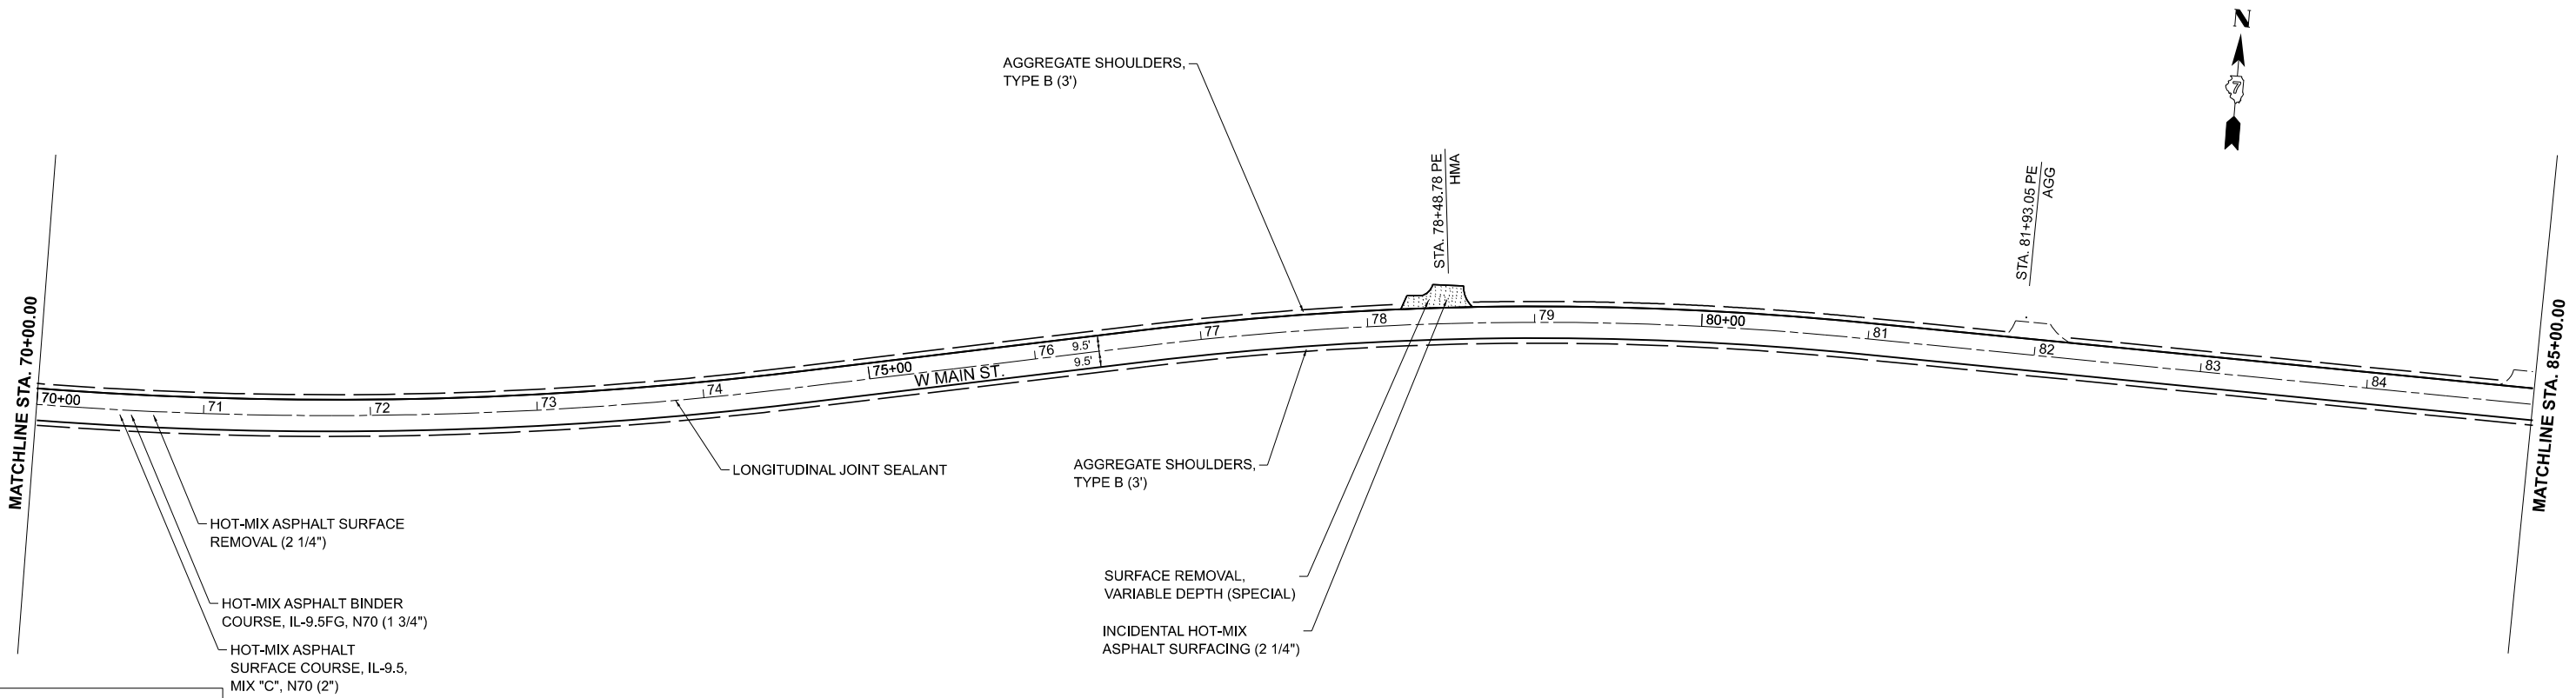 N
7
AGGREGATE SHOULDERS,
TYPE B (3')
STA. 78+48.78 PE
HMA
STA. 81+93.05 PE
AGG
MATCHLINE STA. 70+00.00
MATCHLINE STA. 85+00.00
70+00
71
72
73
74
75+00
76
77
78
79
80+00
81
82
83
84
9.5'
9.5'
W MAIN ST.
LONGITUDINAL JOINT SEALANT
AGGREGATE SHOULDERS,
TYPE B (3')
HOT-MIX ASPHALT SURFACE
REMOVAL (2 1/4")
HOT-MIX ASPHALT BINDER
COURSE, IL-9.5FG, N70 (1 3/4")
HOT-MIX ASPHALT
SURFACE COURSE, IL-9.5,
MIX "C", N70 (2")
SURFACE REMOVAL,
VARIABLE DEPTH (SPECIAL)
INCIDENTAL HOT-MIX
ASPHALT SURFACING (2 1/4")